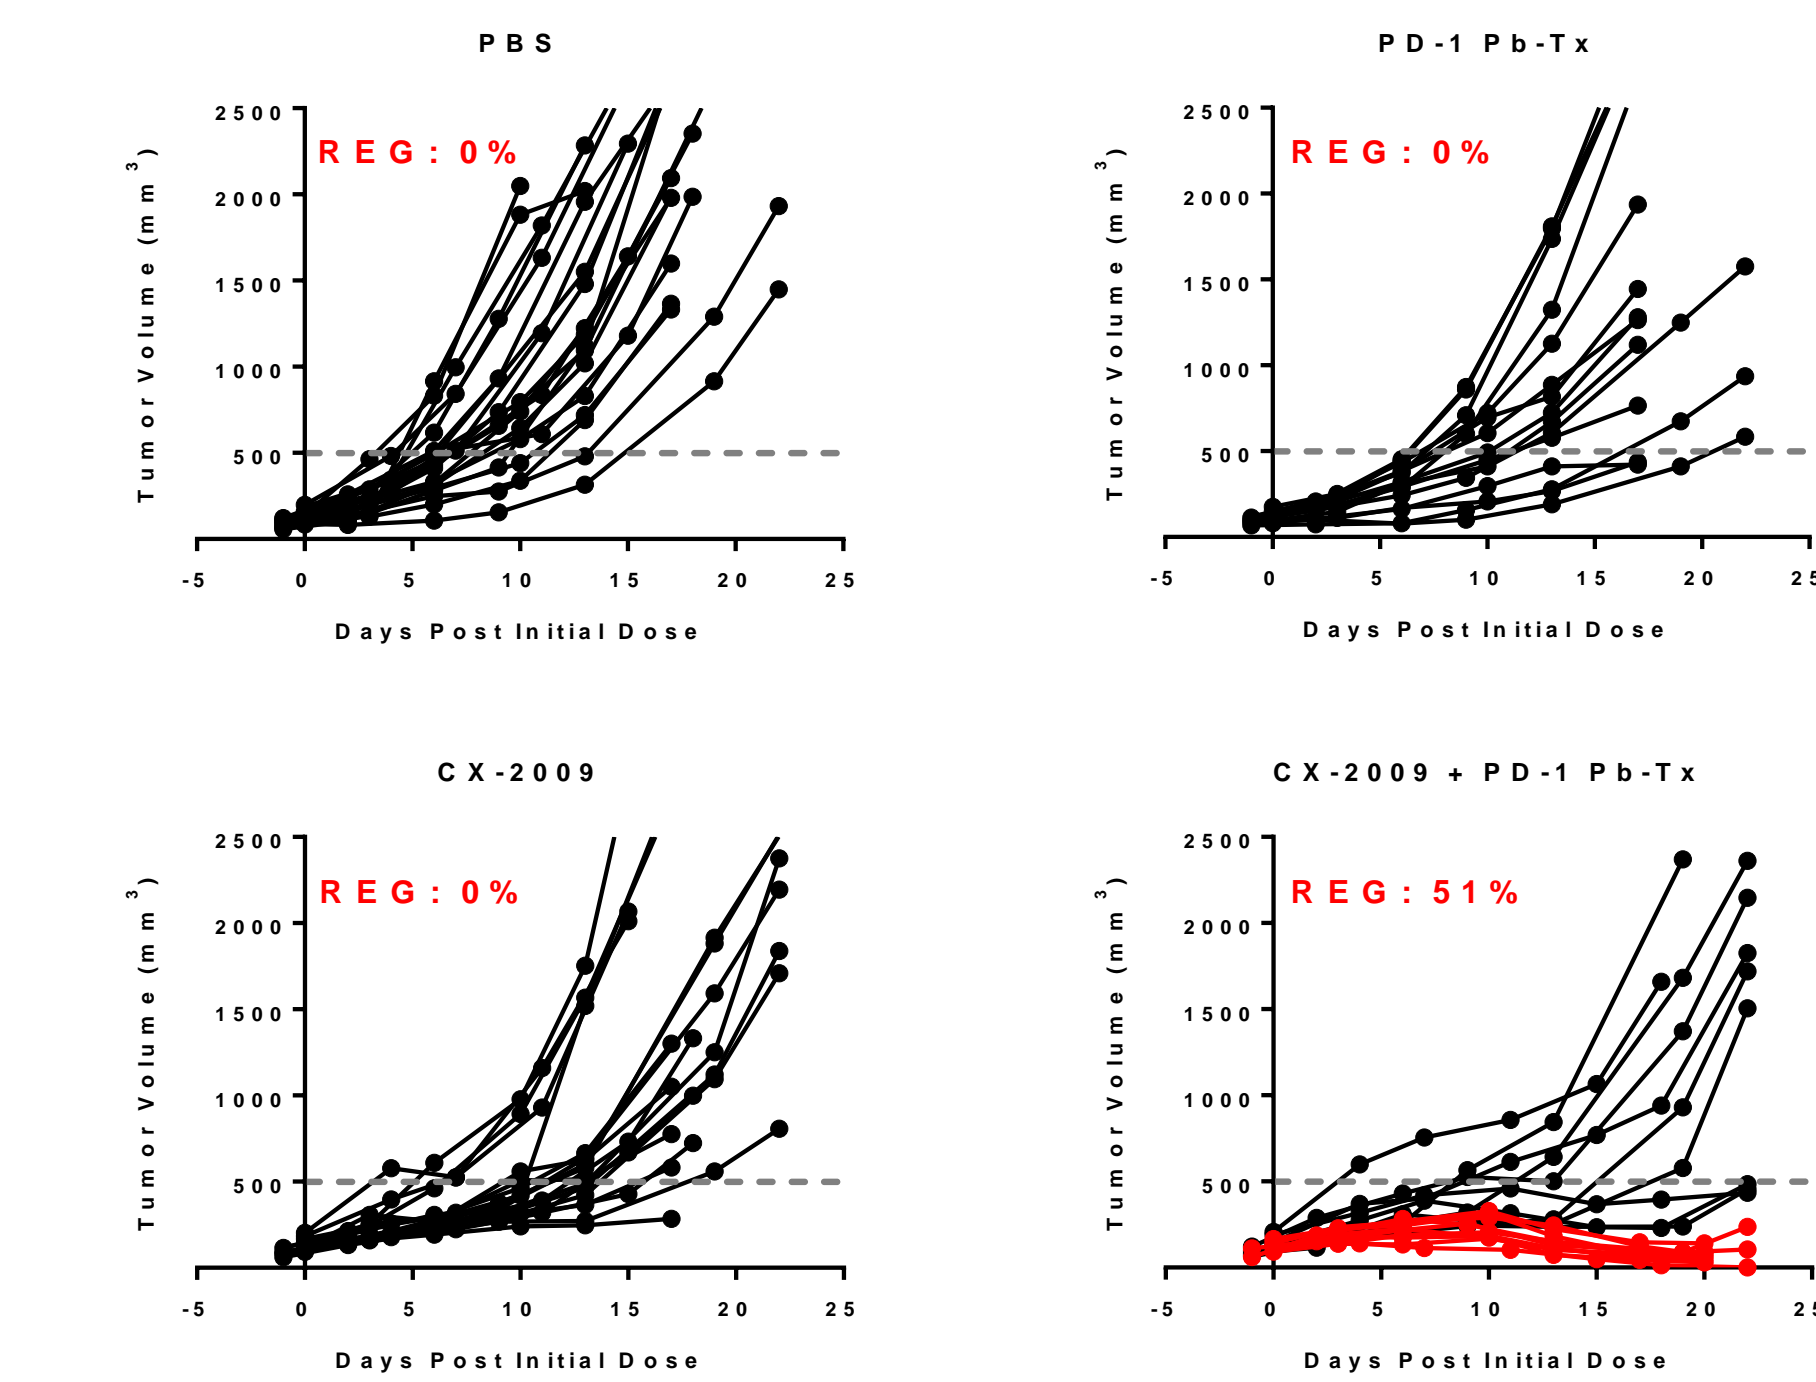 PBS
PD-1 Pb-Tx
2500
2000
1500
1000
500
REG: 0%
Tumor Volume (mm3)
-5 0 5 10 15 20 25
Days Post Initial Dose
2500
2000
1500
1000
500
REG: 0%
Tumor Volume (mm3)
-5 0 5 10 15 20 25
Days Post Initial Dose
CX-2009
CX-2009 + PD-1 Pb-Tx
2500
2000
1500
1000
500
REG: 0%
Tumor Volume (mm3)
-5 0 5 10 15 20 25
Days Post Initial Dose
2500
2000
1500
1000
500
REG: 51%
Tumor Volume (mm3)
-5 0 5 10 15 20 25
Days Post Initial Dose